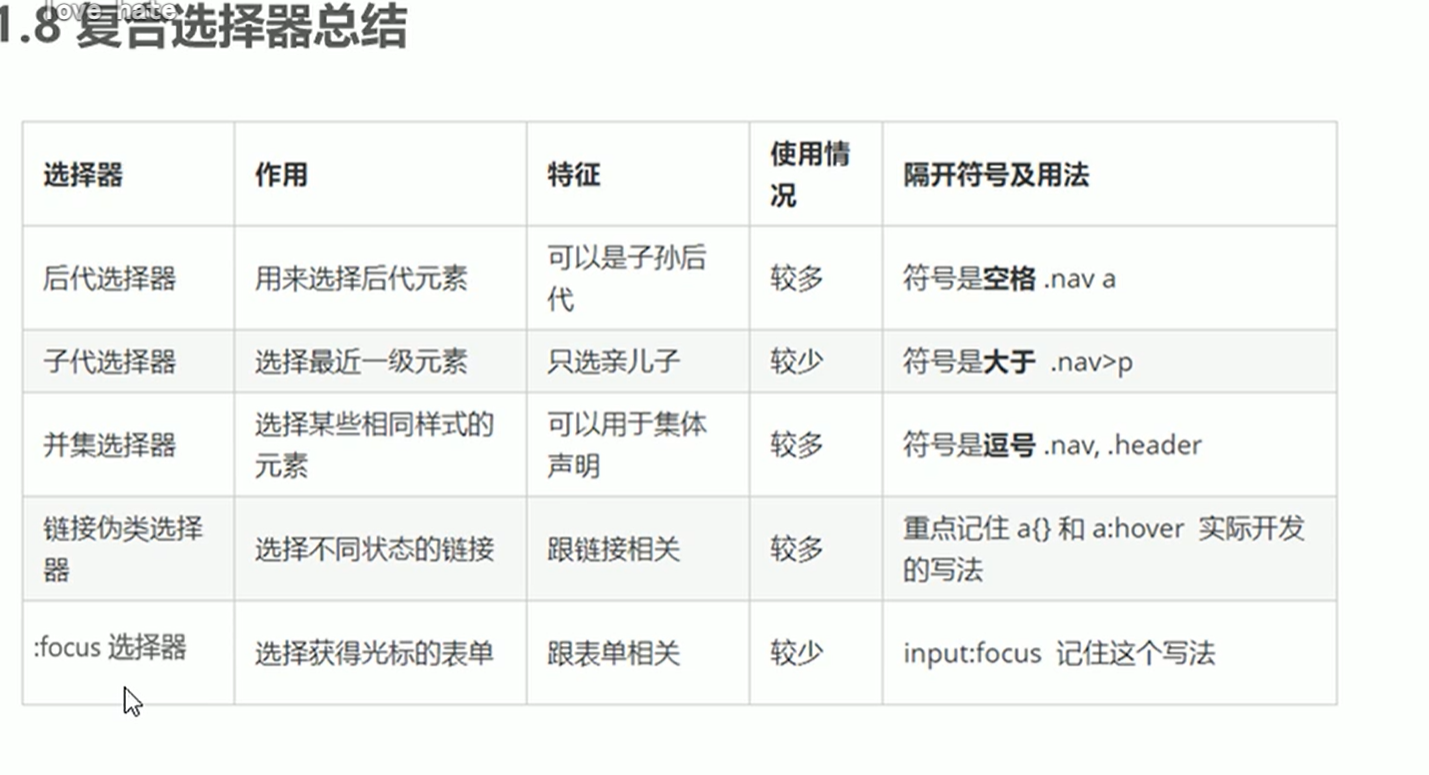 love hate
1.8 复合选择器总结
选择器 作用 特征 使用情况 隔开符号及用法
后代选择器 用来选择后代元素 可以是子孙后代 较多 符号是空格 .nav a
子代选择器 选择最近一级元素 只选亲儿子 较少 符号是大于 .nav>p
并集选择器 选择某些相同样式的元素 可以用于集体声明 较多 符号是逗号 .nav, .header
链接伪类选择器 选择不同状态的链接 跟链接相关 较多 重点记住 a{} 和 a:hover 实际开发的写法
:focus 选择器 选择获得光标的表单 跟表单相关 较少 input:focus 记住这个写法